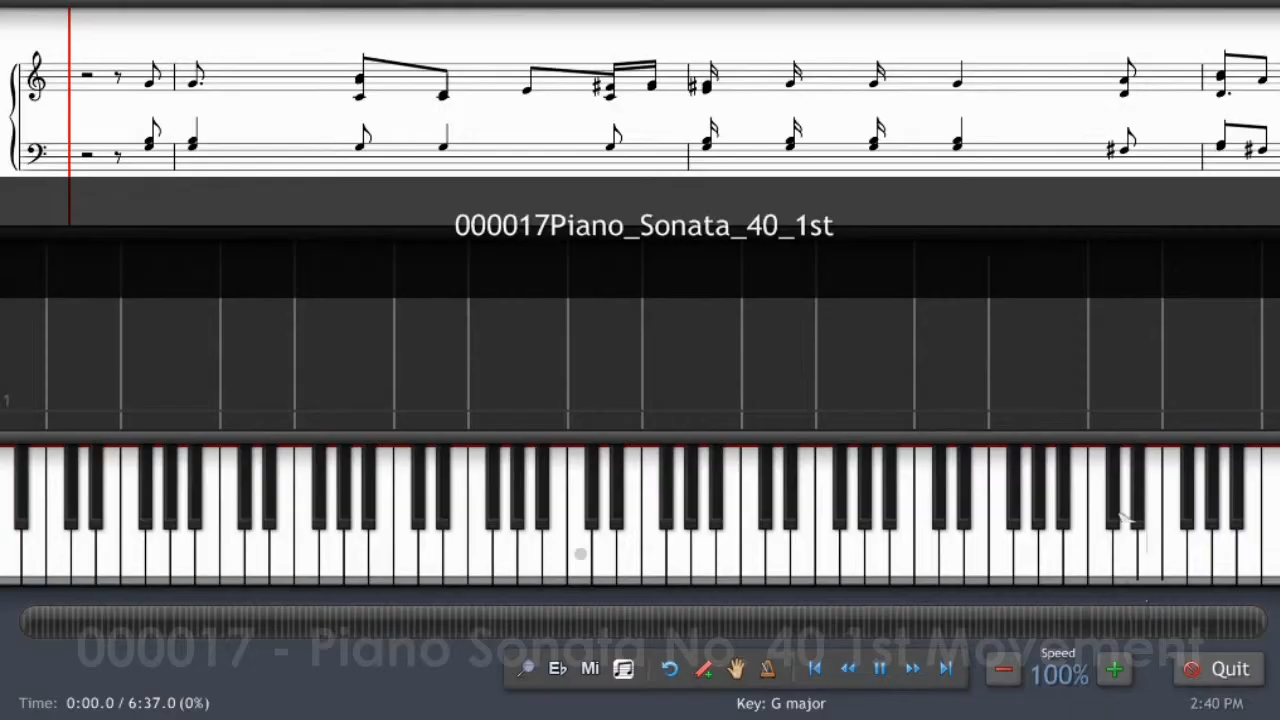 000017Piano_Sonata_40_1st
1
000017 - Piano Sonata No. 40 1st Movement
E♭ Mi
Speed
100%
Quit
Time: 0:00.0 / 6:37.0 (0%)
Key: G major
2:40 PM